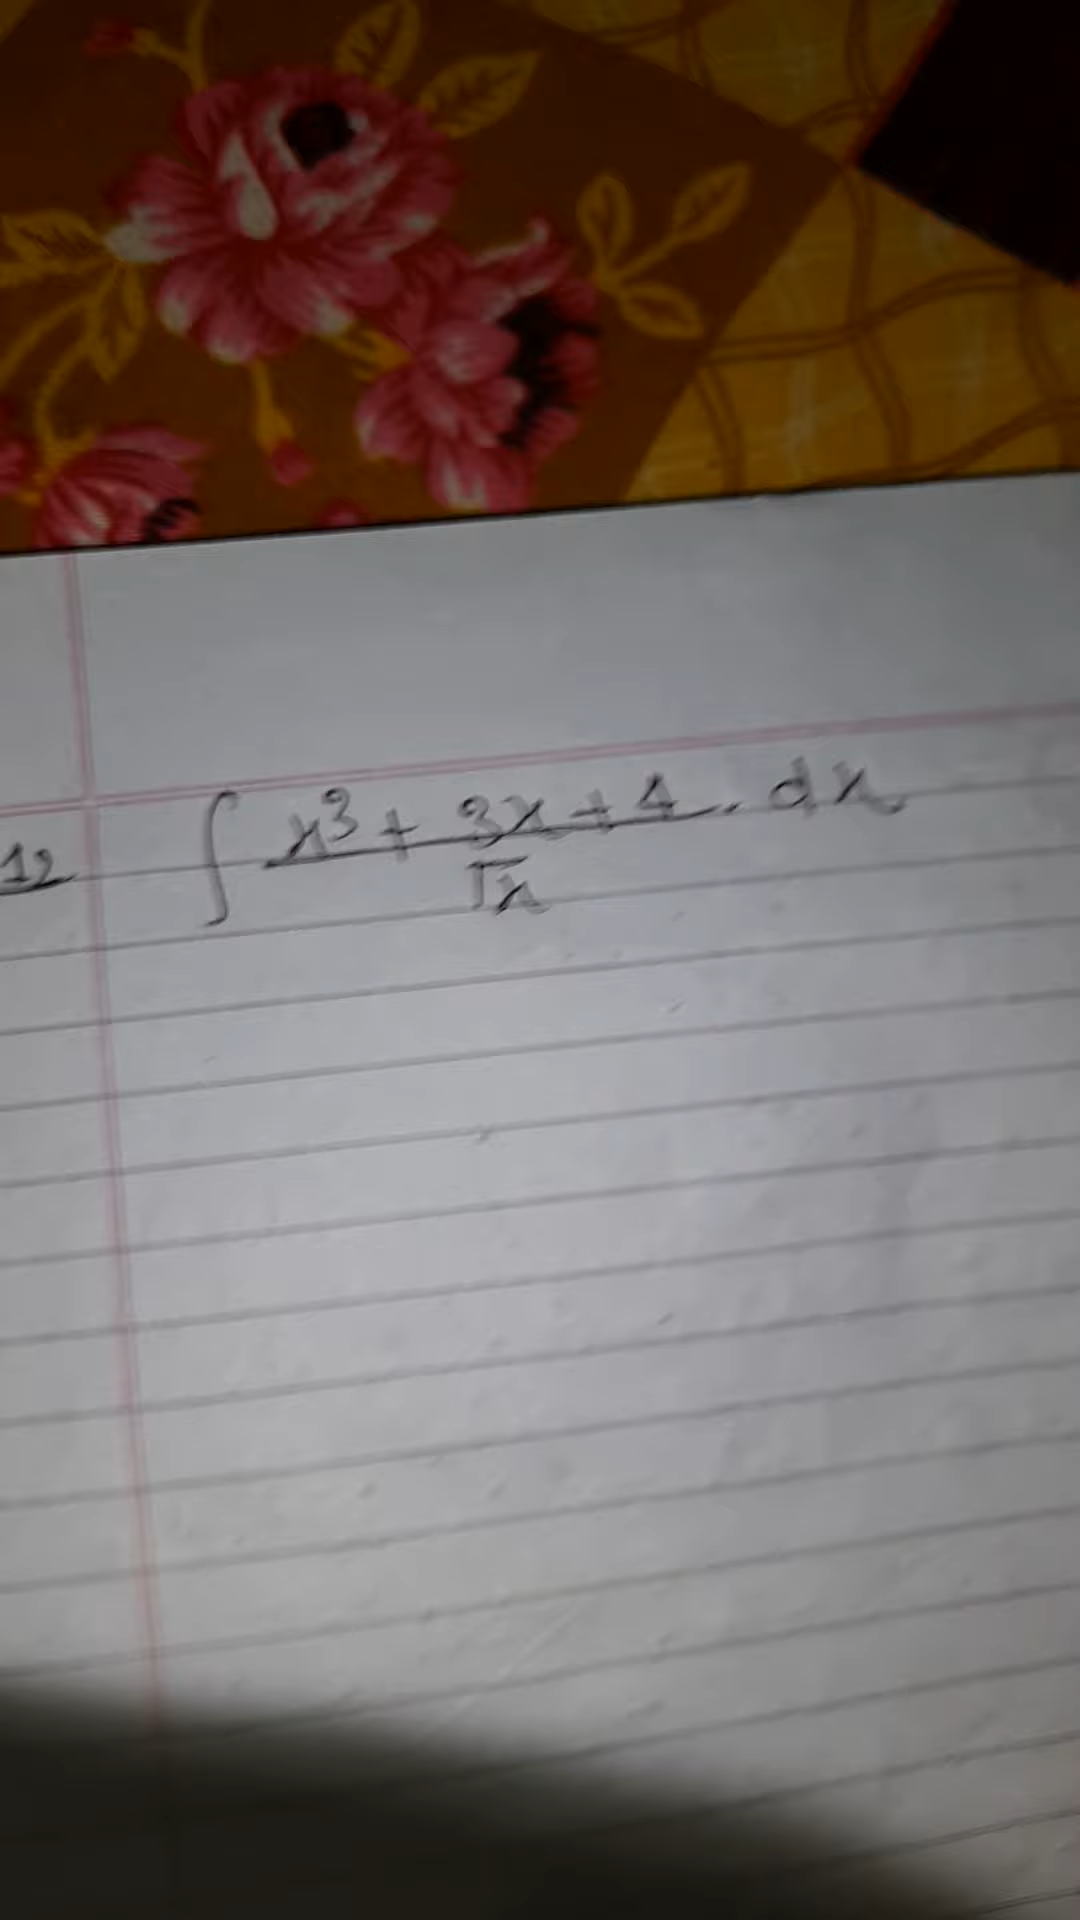 12 ∫ x³ + 3x + 4 . dx
√x